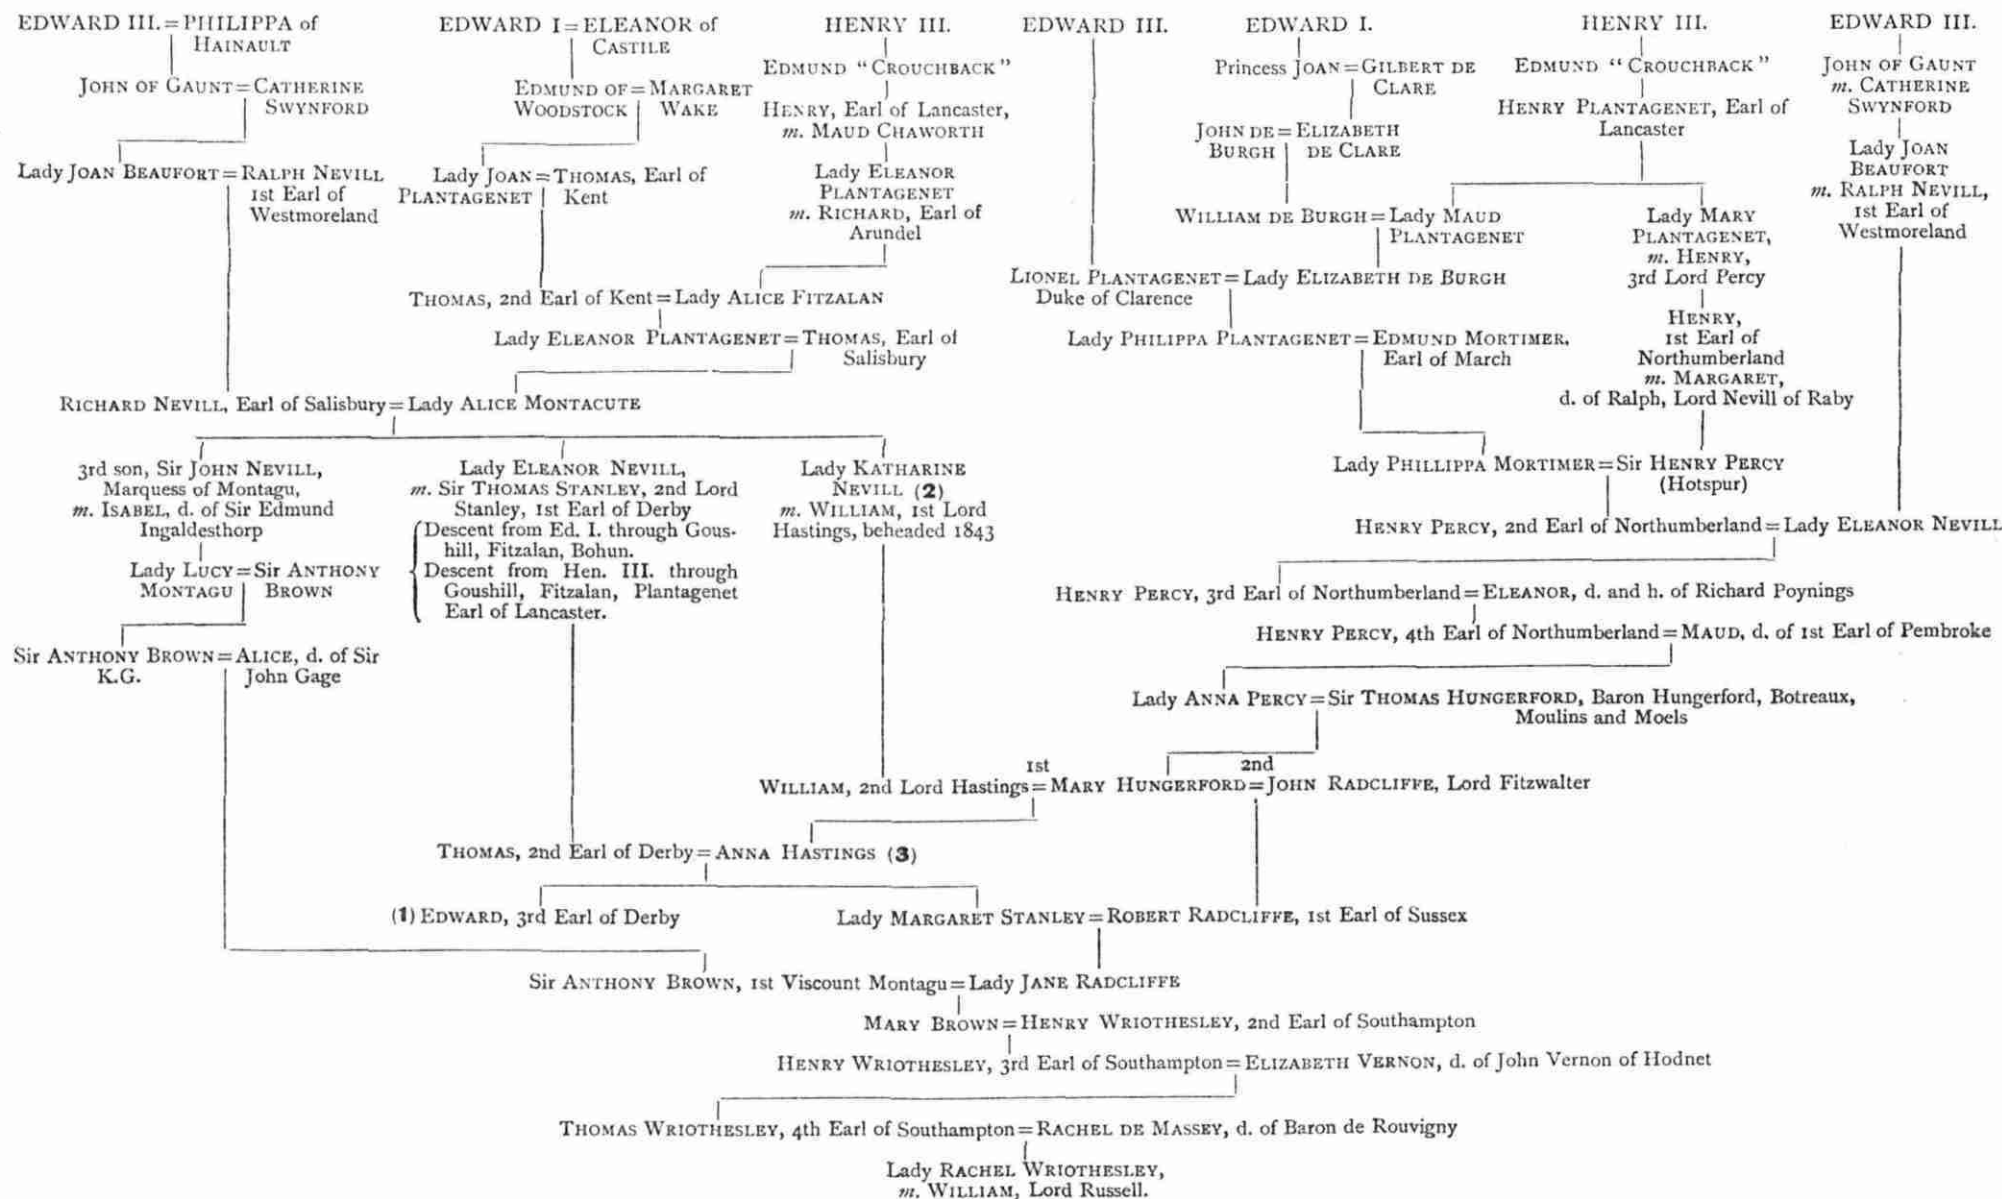 EDWARD III. = PHILIPPA of
HAINAULT
JOHN OF GAUNT = CATHERINE
SWYNFORD
Lady JOAN BEAUFORT = RALPH NEVILL
1st Earl of
Westmoreland
EDWARD I = ELEANOR of
CASTILE
EDMUND OF = MARGARET
WOODSTOCK WAKE
Lady JOAN = THOMAS, Earl of
PLANTAGENET Kent
HENRY III.
EDMUND "CROUCHBACK"
HENRY, Earl of Lancaster,
m. MAUD CHAWORTH
Lady ELEANOR
PLANTAGENET
m. RICHARD, Earl of
Arundel
THOMAS, 2nd Earl of Kent = Lady ALICE FITZALAN
Lady ELEANOR PLANTAGENET = THOMAS, Earl of
Salisbury
RICHARD NEVILL, Earl of Salisbury = Lady ALICE MONTACUTE
EDWARD III.
EDWARD I.
Princess JOAN = GILBERT DE
CLARE
JOHN DE = ELIZABETH
BURGH DE CLARE
WILLIAM DE BURGH = Lady MAUD
PLANTAGENET
HENRY III.
EDMUND "CROUCHBACK"
HENRY PLANTAGENET, Earl of
Lancaster
Lady MARY
PLANTAGENET,
m. HENRY,
3rd Lord Percy
HENRY,
1st Earl of
Northumberland
m. MARGARET,
d. of Ralph, Lord Nevill of Raby
EDWARD III.
JOHN OF GAUNT
m. CATHERINE
SWYNFORD
Lady JOAN
BEAUFORT
m. RALPH NEVILL,
1st Earl of
Westmoreland
LIONEL PLANTAGENET = Lady ELIZABETH DE BURGH
Duke of Clarence
Lady PHILIPPA PLANTAGENET = EDMUND MORTIMER,
Earl of March
Lady PHILLIPPA MORTIMER = Sir HENRY PERCY
(Hotspur)
HENRY PERCY, 2nd Earl of Northumberland = Lady ELEANOR NEVILL
HENRY PERCY, 3rd Earl of Northumberland = ELEANOR, d. and h. of Richard Poynings
HENRY PERCY, 4th Earl of Northumberland = MAUD, d. of 1st Earl of Pembroke
Lady ANNA PERCY = Sir THOMAS HUNGERFORD, Baron Hungerford, Botreaux,
Moulins and Moels
3rd son, Sir JOHN NEVILL,
Marquess of Montagu,
m. ISABEL, d. of Sir Edmund
Ingaldesthorp
Lady LUCY = Sir ANTHONY
MONTAGU BROWN
Sir ANTHONY BROWN = ALICE, d. of Sir
K.G. John Gage
Lady ELEANOR NEVILL,
m. Sir THOMAS STANLEY, 2nd Lord
Stanley, 1st Earl of Derby
Descent from Ed. I. through Gous-
hill, Fitzalan, Bohun.
Descent from Hen. III. through
Goushill, Fitzalan, Plantagenet
Earl of Lancaster.
Lady KATHARINE
NEVILL (2)
m. WILLIAM, 1st Lord
Hastings, beheaded 1843
1st 2nd
WILLIAM, 2nd Lord Hastings = MARY HUNGERFORD = JOHN RADCLIFFE, Lord Fitzwalter
THOMAS, 2nd Earl of Derby = ANNA HASTINGS (3)
(1) EDWARD, 3rd Earl of Derby
Lady MARGARET STANLEY = ROBERT RADCLIFFE, 1st Earl of Sussex
Sir ANTHONY BROWN, 1st Viscount Montagu = Lady JANE RADCLIFFE
MARY BROWN = HENRY WRIOTHESLEY, 2nd Earl of Southampton
HENRY WRIOTHESLEY, 3rd Earl of Southampton = ELIZABETH VERNON, d. of John Vernon of Hodnet
THOMAS WRIOTHESLEY, 4th Earl of Southampton = RACHEL DE MASSEY, d. of Baron de Rouvigny
Lady RACHEL WRIOTHESLEY,
m. WILLIAM, Lord Russell.